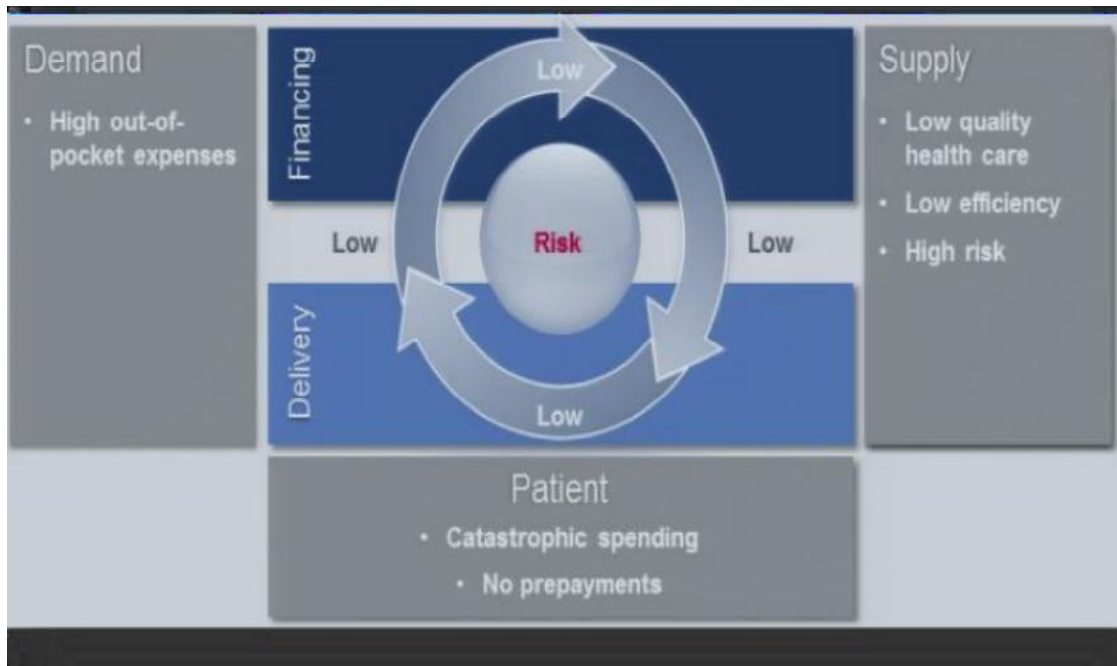 Demand
• High out-of-
pocket expenses
Financing
Low
Low
Risk
Low
Delivery
Low
Supply
• Low quality
health care
• Low efficiency
• High risk
Patient
• Catastrophic spending
• No prepayments